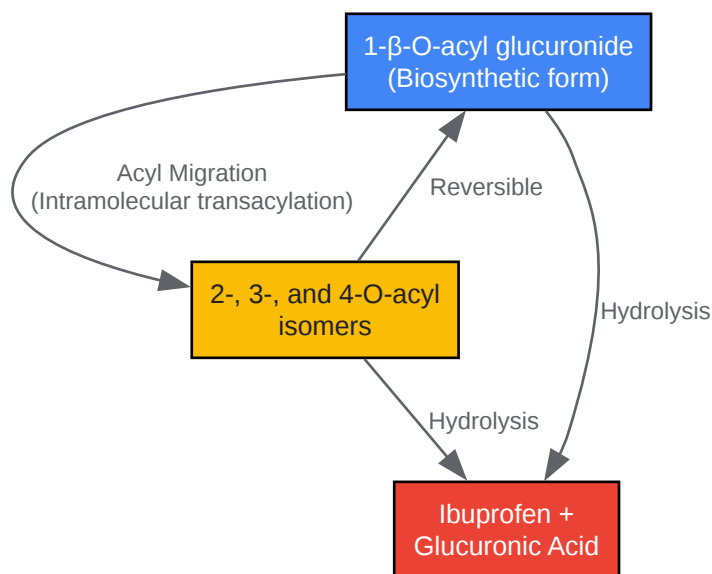 1-β-O-acyl glucuronide
(Biosynthetic form)
Acyl Migration
(Intramolecular transacylation)
Reversible
2-, 3-, and 4-O-acyl
isomers
Hydrolysis
Hydrolysis
Ibuprofen +
Glucuronic Acid